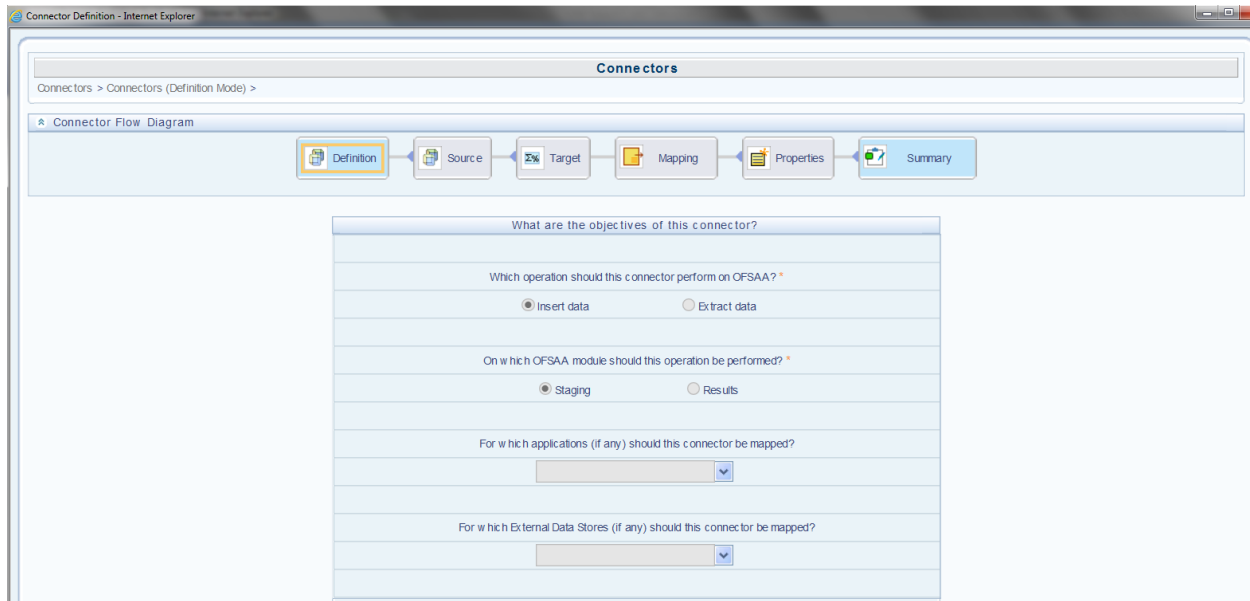 Connector Definition - Internet Explorer
Connectors
Connectors > Connectors (Definition Mode) >
Connector Flow Diagram
Definition Source Target Mapping Properties Summary
What are the objectives of this connector?
Which operation should this connector perform on OFSAA? *
Insert data Extract data
On which OFSAA module should this operation be performed? *
Staging Results
For which applications (if any) should this connector be mapped?
For which External Data Stores (if any) should this connector be mapped?